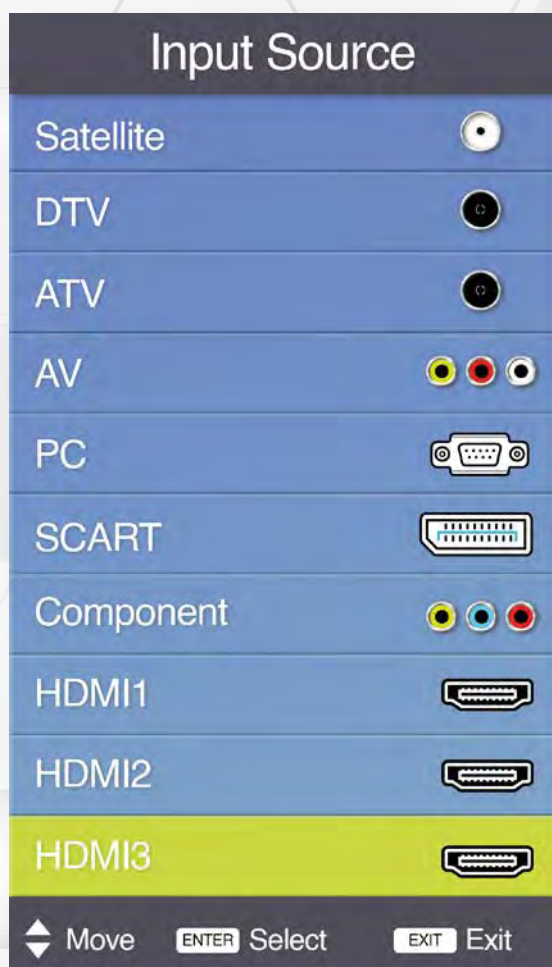 Input Source
Satellite
DTV
ATV
AV
PC
SCART
Component
HDMI1
HDMI2
HDMI3
Move ENTER Select EXIT Exit